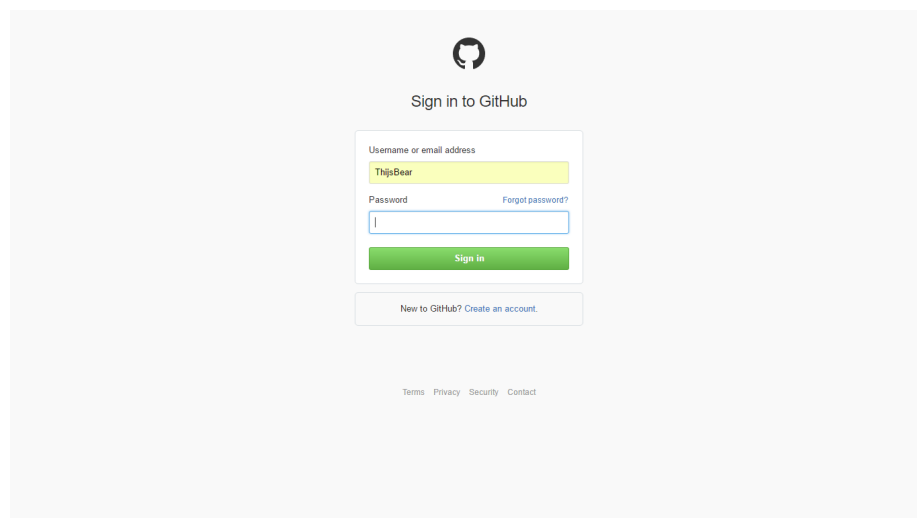 Sign in to GitHub
Username or email address
ThijsBear
Password Forgot password?
Sign in
New to GitHub? Create an account.
Terms Privacy Security Contact